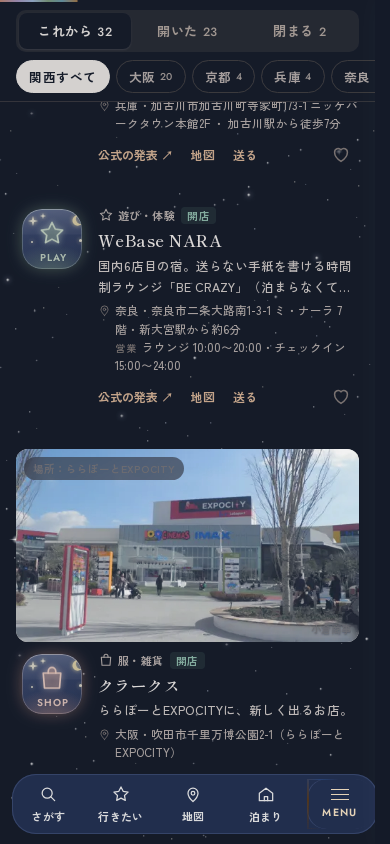 これから 32
開いた 23
閉まる 2
関西すべて
大阪 20
京都 4
兵庫 4
奈良
兵庫・加古川市加古川町寺家町173-1 ニッケパ
ークタウン本館2F・加古川駅から徒歩7分
公式の発表 ↗ 地図 送る
PLAY
遊び・体験 開店
WeBase NARA
国内6店目の宿。送らない手紙を書ける時間
制ラウンジ「BE CRAZY」（泊まらなくて…
奈良・奈良市二条大路南1-3-1 ミ・ナーラ 7
階・新大宮駅から約6分
営業 ラウンジ 10:00〜20:00・チェックイン
15:00〜24:00
公式の発表 ↗ 地図 送る
場所：ららぽーとEXPOCITY
EXPOCITY
109CINEMAS IMAX
SHOP
服・雑貨 開店
クラークス
ららぽーとEXPOCITYに、新しく出るお店。
大阪・吹田市千里万博公園2-1（ららぽーと
EXPOCITY）
さがす
行きたい
地図
泊まり
MENU